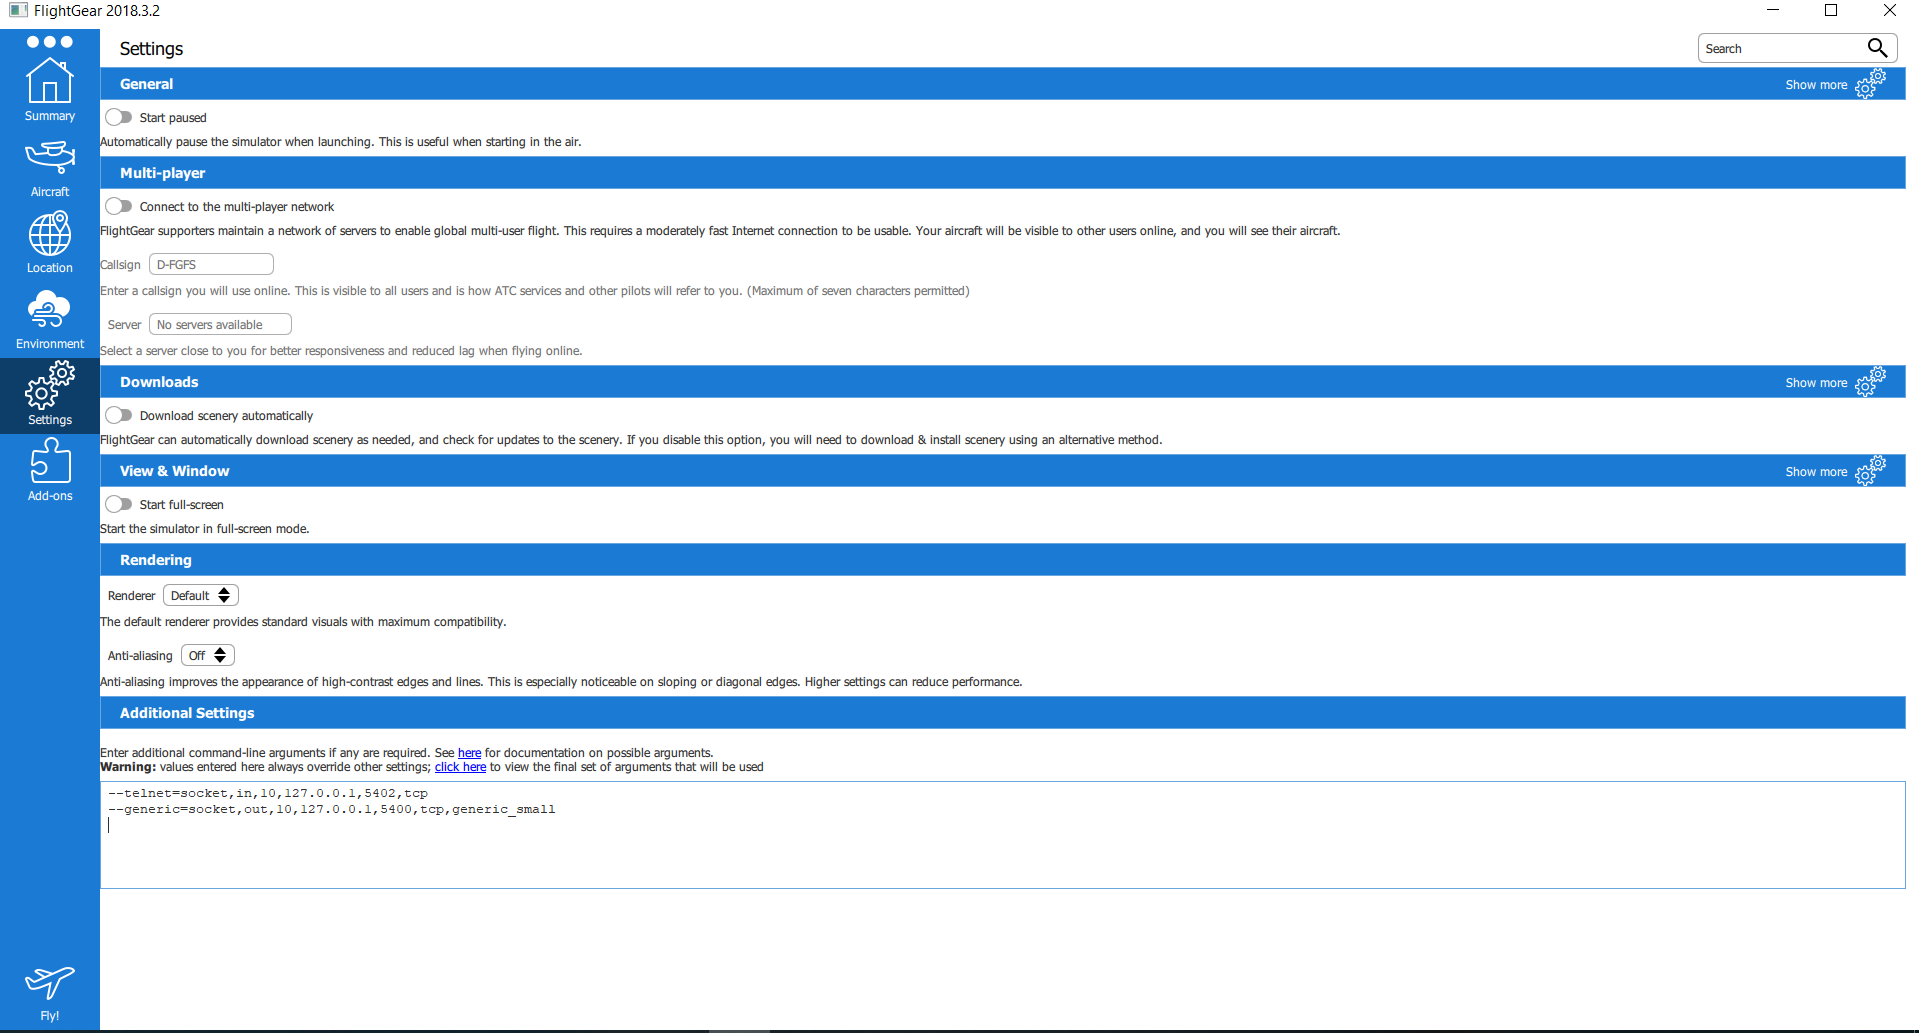 FlightGear 2018.3.2
Settings
Search
Summary
Aircraft
Location
Environment
Settings
Add-ons
Fly!
General
Show more
Start paused
Automatically pause the simulator when launching. This is useful when starting in the air.
Multi-player
Connect to the multi-player network
FlightGear supporters maintain a network of servers to enable global multi-user flight. This requires a moderately fast Internet connection to be usable. Your aircraft will be visible to other users online, and you will see their aircraft.
Callsign D-FGFS
Enter a callsign you will use online. This is visible to all users and is how ATC services and other pilots will refer to you. (Maximum of seven characters permitted)
Server No servers available
Select a server close to you for better responsiveness and reduced lag when flying online.
Downloads
Show more
Download scenery automatically
FlightGear can automatically download scenery as needed, and check for updates to the scenery. If you disable this option, you will need to download & install scenery using an alternative method.
View & Window
Show more
Start full-screen
Start the simulator in full-screen mode.
Rendering
Renderer Default
The default renderer provides standard visuals with maximum compatibility.
Anti-aliasing Off
Anti-aliasing improves the appearance of high-contrast edges and lines. This is especially noticeable on sloping or diagonal edges. Higher settings can reduce performance.
Additional Settings
Enter additional command-line arguments if any are required. See here for documentation on possible arguments.
Warning: values entered here always override other settings; click here to view the final set of arguments that will be used
--telnet=socket,in,10,127.0.0.1,5402,tcp
--generic=socket,out,10,127.0.0.1,5400,tcp,generic_small